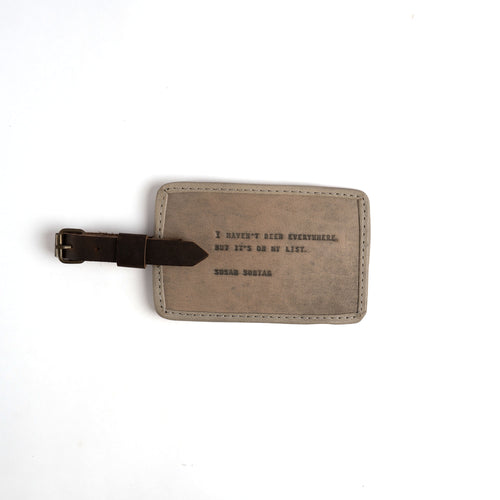 I HAVEN'T BEEN EVERYWHERE,
BUT IT'S ON MY LIST.
SUSAN SONTAG